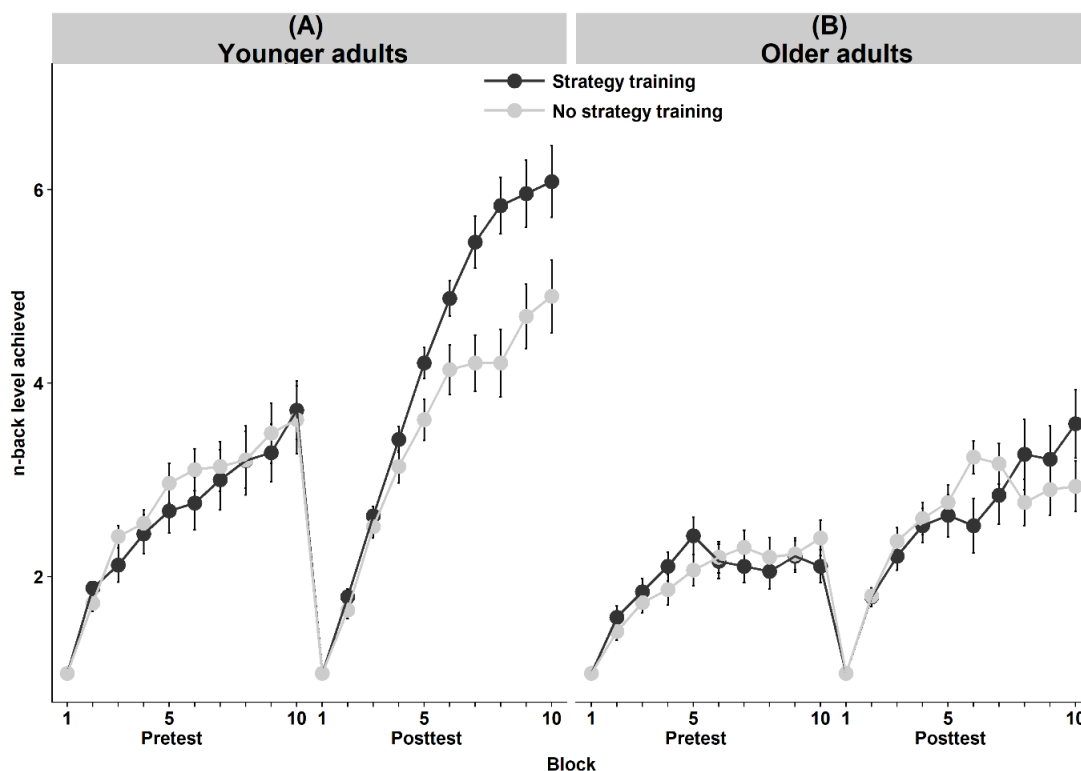 (A)
Younger adults
(B)
Older adults
Strategy training
No strategy training
n-back level achieved
6
4
2
1 5 10 1 5 10
Pretest Posttest
1 5 10 1 5 10
Pretest Posttest
Block